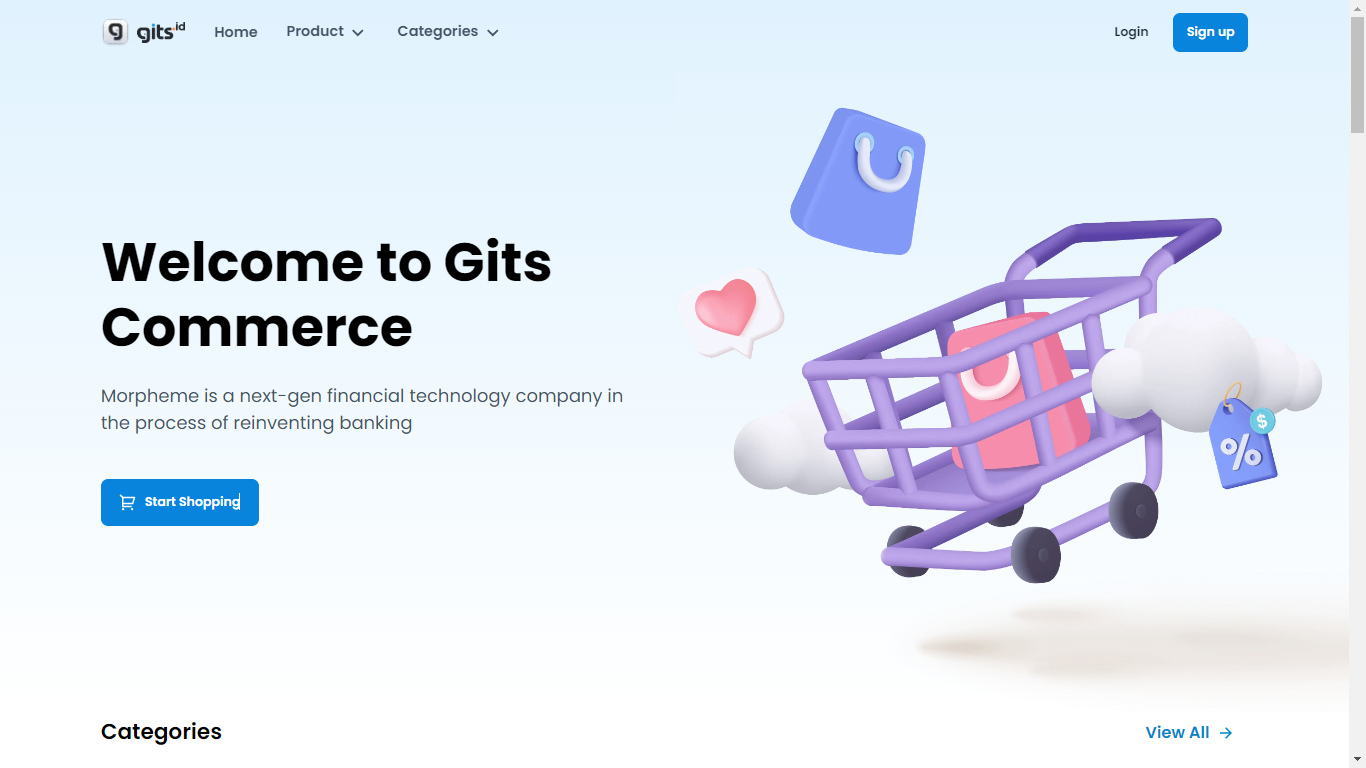 g gits.id
Home
Product
Categories
Login
Sign up
Welcome to Gits
Commerce
Morpheme is a next-gen financial technology company in
the process of reinventing banking
Start Shopping
$
%
Categories
View All